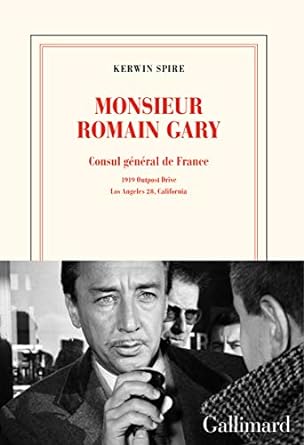 KERWIN SPIRE
MONSIEUR
ROMAIN GARY
Consul général de France
1919 Outpost Drive
Los Angeles 28, California
Gallimard